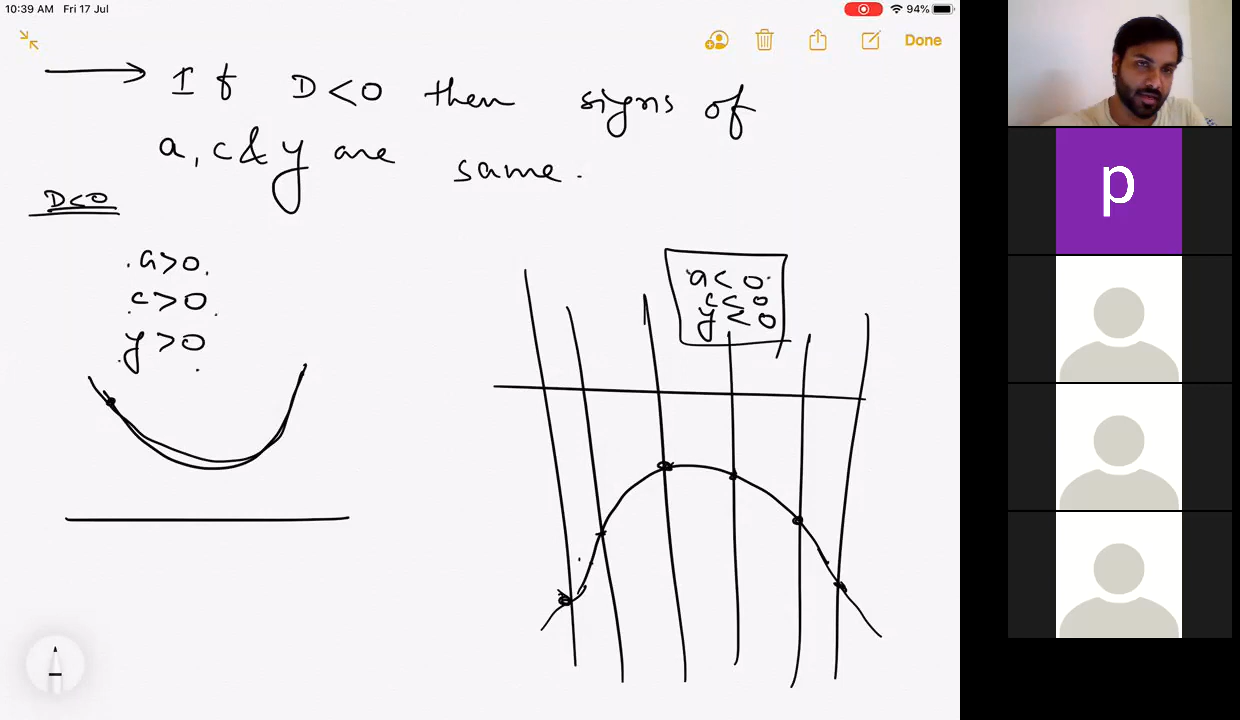 10:39 AM Fri 17 Jul
94%
Done
If D<0 then signs of
a, c & y are same.
D<0
a>0
c>0
y>0
a<0
c<0
y<0
p